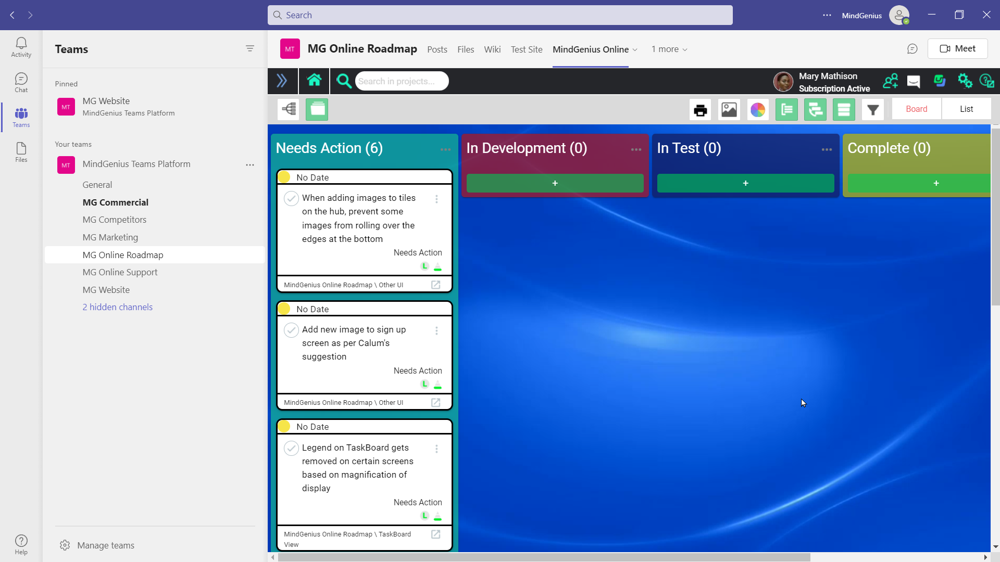 Search
MindGenius
Activity
Chat
Teams
Files
Help
Teams
Pinned
MT
MG Website
MindGenius Teams Platform
Your teams
MT
MindGenius Teams Platform
General
MG Commercial
MG Competitors
MG Marketing
MG Online Roadmap
MG Online Support
MG Website
2 hidden channels
Manage teams
MT
MG Online Roadmap
Posts
Files
Wiki
Test Site
MindGenius Online
1 more
Meet
Search in projects...
Mary Mathison
Subscription Active
Board
List
Needs Action (6)
No Date
When adding images to tiles
on the hub, prevent some
images from rolling over the
edges at the bottom
Needs Action
L
MindGenius Online Roadmap \ Other UI
No Date
Add new image to sign up
screen as per Calum's
suggestion
Needs Action
L
MindGenius Online Roadmap \ Other UI
No Date
Legend on TaskBoard gets
removed on certain screens
based on magnification of
display
Needs Action
L
MindGenius Online Roadmap \ TaskBoard
View
In Development (0)
+
In Test (0)
+
Complete (0)
+